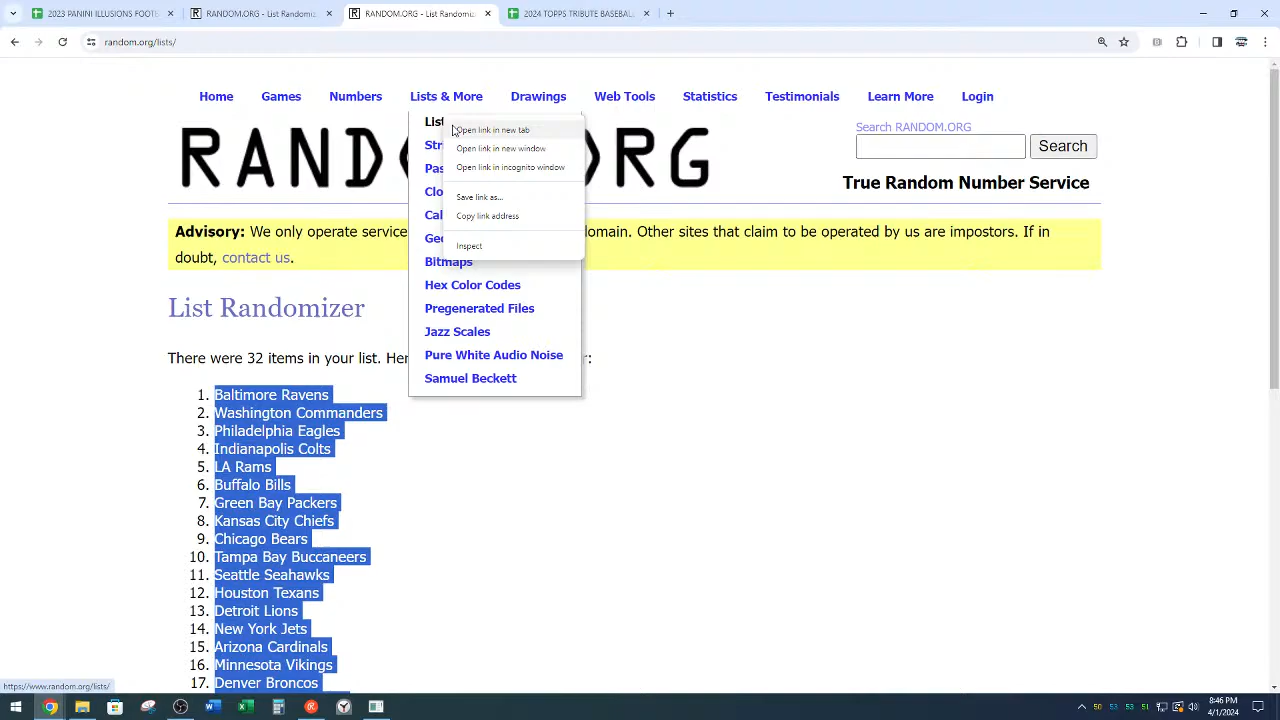 2023 PANINI ILLUSIONS FOOT
RANDOM.ORG
RANDOM.ORG -
2024 TOPPS TRIBUTE BASEBAL
random.org/lists/
Home Games Numbers Lists & More Drawings Web Tools Statistics Testimonials Learn More Login
Search RANDOM.ORG
Search
RANDOM.ORG
True Random Number Service
List
Str
Pas
Clo
Cal
Geo
Bitmaps
Hex Color Codes
Pregenerated Files
Jazz Scales
Pure White Audio Noise
Samuel Beckett
Open link in new tab
Open link in new window
Open link in incognito window
Save link as...
Copy link address
Inspect
Advisory: We only operate service domain. Other sites that claim to be operated by us are impostors. If in
doubt, contact us.
List Randomizer
There were 32 items in your list. Her r:
1. Baltimore Ravens
2. Washington Commanders
3. Philadelphia Eagles
4. Indianapolis Colts
5. LA Rams
6. Buffalo Bills
7. Green Bay Packers
8. Kansas City Chiefs
9. Chicago Bears
10. Tampa Bay Buccaneers
11. Seattle Seahawks
12. Houston Texans
13. Detroit Lions
14. New York Jets
15. Arizona Cardinals
16. Minnesota Vikings
17. Denver Broncos
https://www.random.org/lists/
8:46 PM
4/1/2024